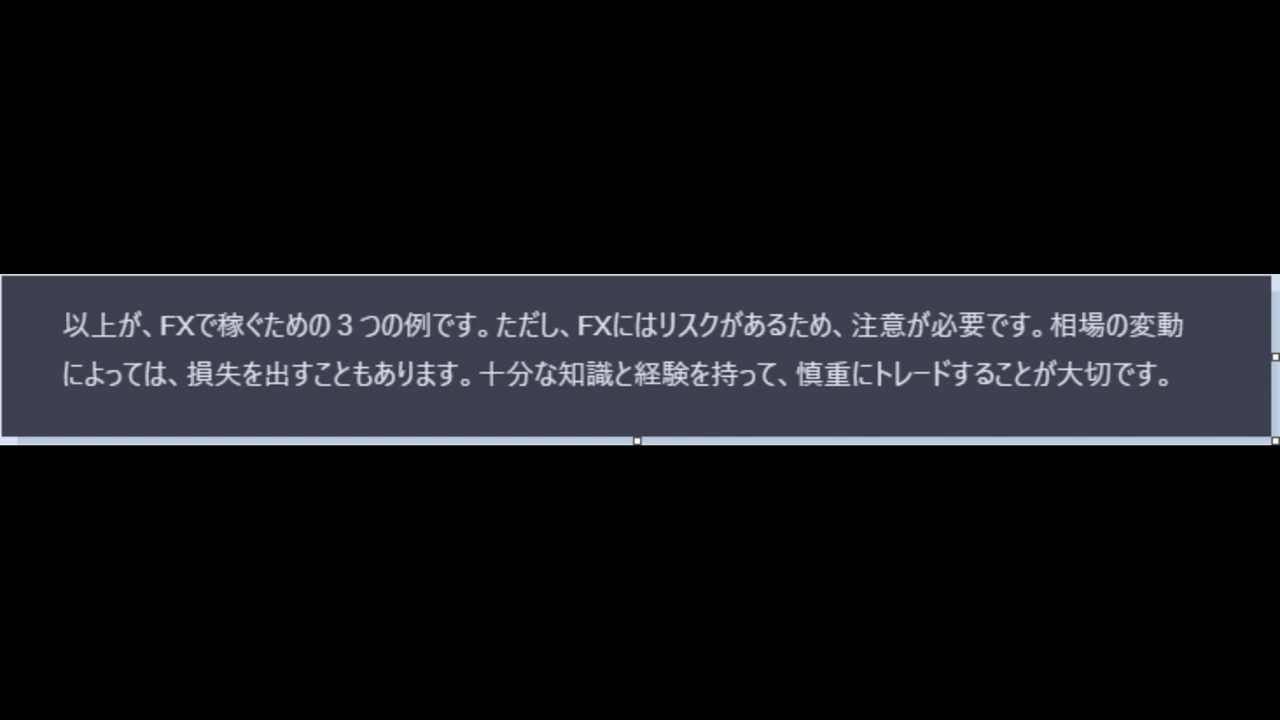 以上が、FXで稼ぐための３つの例です。ただし、FXにはリスクがあるため、注意が必要です。相場の変動
によっては、損失を出すこともあります。十分な知識と経験を持って、慎重にトレードすることが大切です。